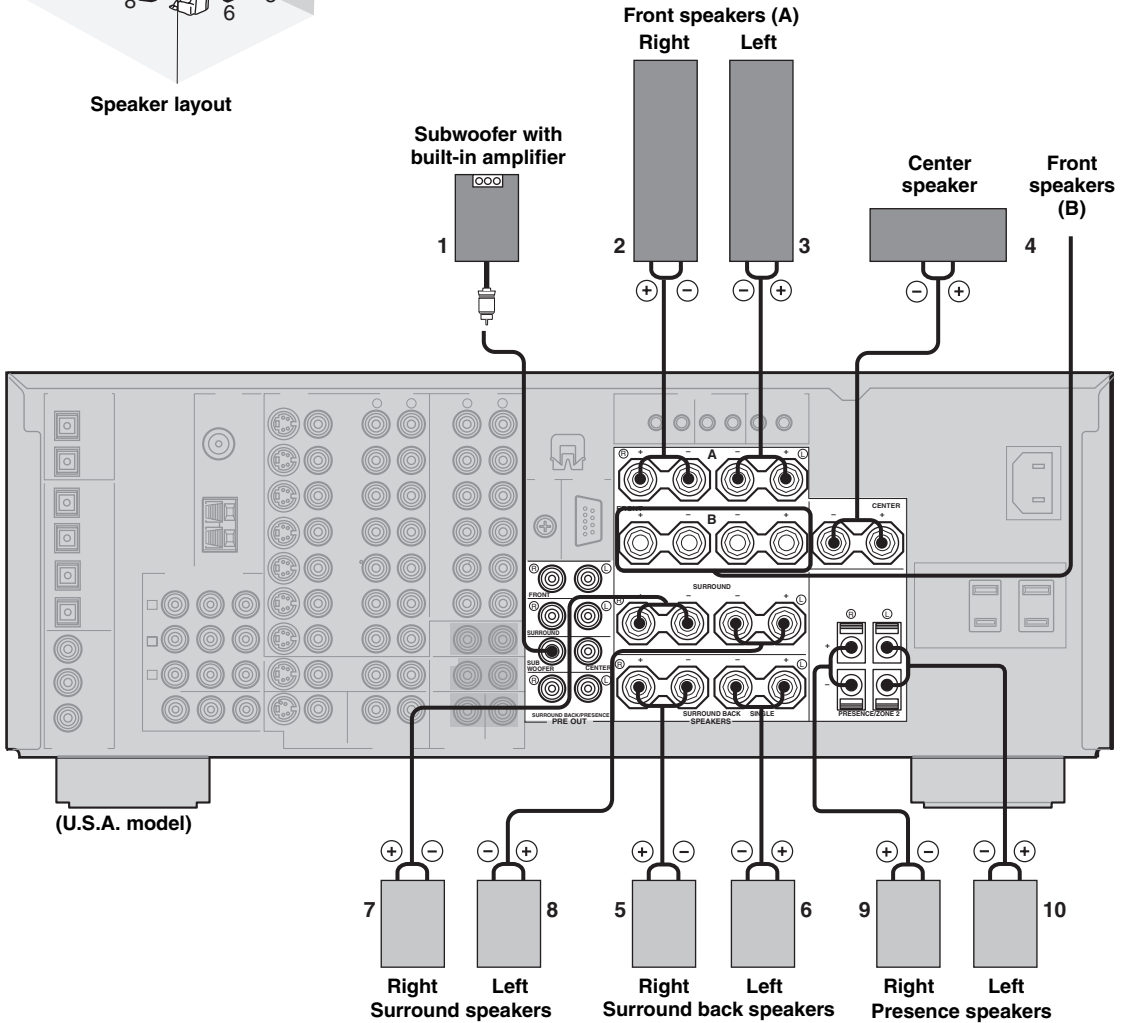 8
6
Speaker layout
Front speakers (A)
Right Left
Subwoofer with
built-in amplifier
Center
speaker
Front
speakers
(B)
1
2
3
4
+ − − +
− +
R + − A − + L
FRONT
+ − B − +
CENTER
− +
R L
FRONT
R L
SURROUND
SUB
WOOFER
CENTER
R L
SURROUND BACK/PRESENCE
PRE OUT
SURROUND
R + − − + L
R + − − + L
SURROUND BACK SINGLE
SPEAKERS
R L
+
−
PRESENCE/ZONE 2
(U.S.A. model)
+ − − + + − − + + − − +
7 8 5 6 9 10
Right Left Right Left Right Left
Surround speakers Surround back speakers Presence speakers